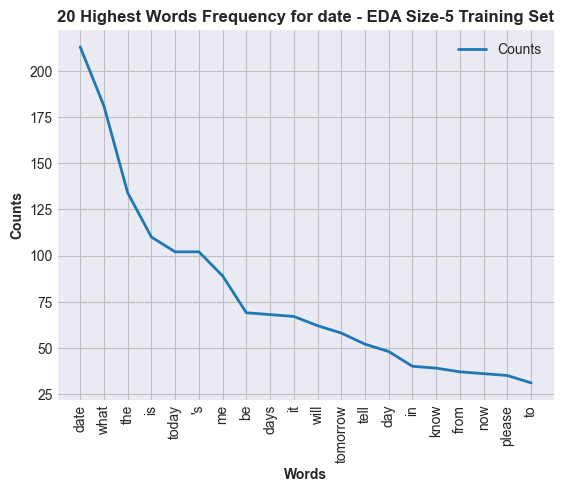 20 Highest Words Frequency for date - EDA Size-5 Training Set
Counts
200
175
150
125
100
75
50
25
Counts
date
what
the
is
today
's
me
be
days
it
will
tomorrow
tell
day
in
know
from
now
please
to
Words